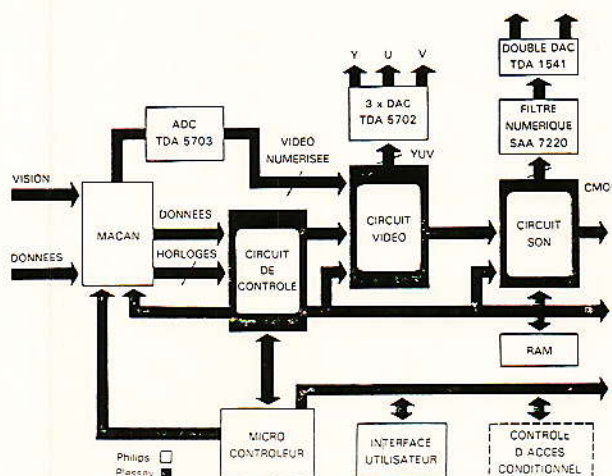 Y U V
DOUBLE DAC
TDA 1541
ADC
TDA 5703
3 x DAC
TDA 5702
FILTRE
NUMERIQUE
SAA 7220
VIDEO
NUMERISEE
YUV
VISION
CMO
MACAN
DONNEES
CIRCUIT
VIDEO
CIRCUIT
SON
DONNEES
HORLOGES
CIRCUIT
DE
CONTROLE
RAM
MICRO
CONTROLEUR
INTERFACE
UTILISATEUR
CONTROLE
D ACCES
CONDITIONNEL
Philips
Plessey